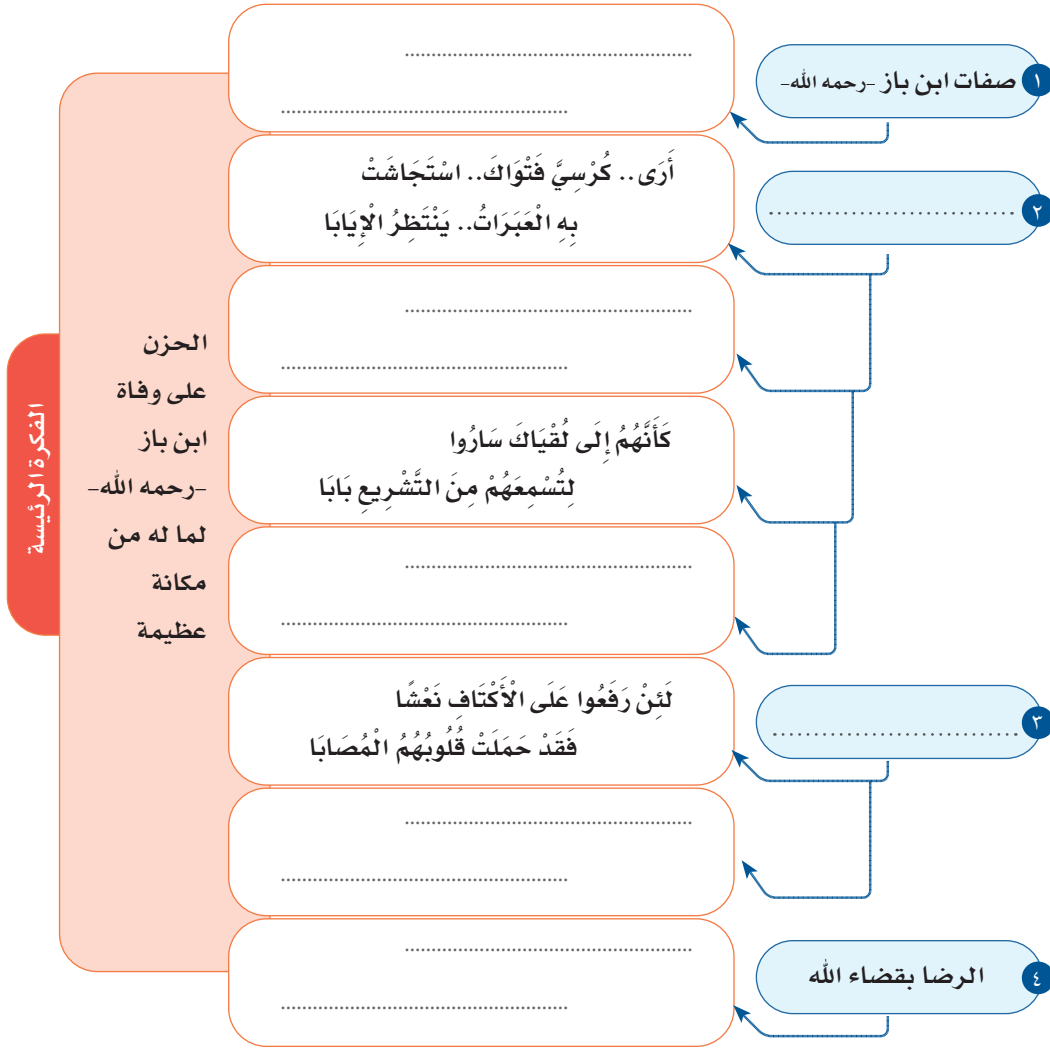 ١ صفات ابن باز -رحمه الله-
................................................
................................................
٢ ............................
أَرَى.. كُرْسِيَّ فَتْوَاكَ.. اسْتَجَاشَتْ
بِهِ الْعَبَرَاتُ.. يَنْتَظِرُ الْإِيَابَا
................................................
................................................
كَأَنَّهُمُ إِلَى لُقْيَاكَ سَارُوا
لِتُسْمِعَهُمْ مِنَ التَّشْرِيعِ بَابَا
................................................
................................................
٣ ............................
لَئِنْ رَفَعُوا عَلَى الْأَكْتَافِ نَعْشًا
فَقَدْ حَمَلَتْ قُلُوبُهُمُ الْمُصَابَا
................................................
................................................
٤ الرضا بقضاء الله
................................................
................................................
الحزن
على وفاة
ابن باز
-رحمه الله-
لما له من
مكانة
عظيمة
الفكرة الرئيسة